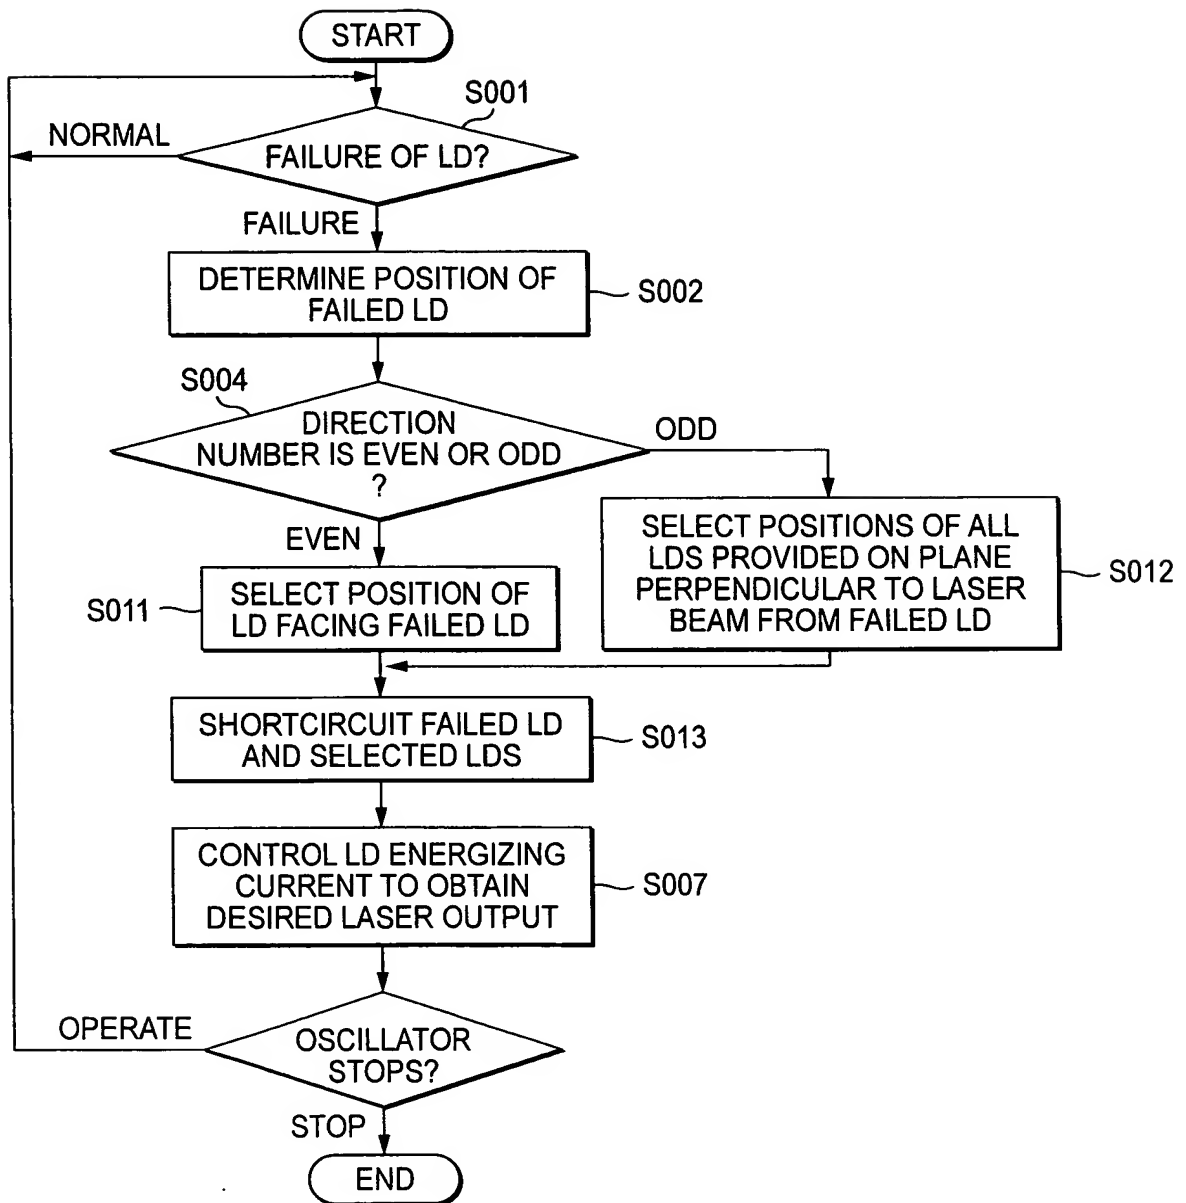 START
S001
NORMAL
FAILURE OF LD?
FAILURE
DETERMINE POSITION OF
FAILED LD
S002
S004
DIRECTION
NUMBER IS EVEN OR ODD
?
ODD
EVEN
SELECT POSITIONS OF ALL
LDS PROVIDED ON PLANE
PERPENDICULAR TO LASER
BEAM FROM FAILED LD
S012
S011
SELECT POSITION OF
LD FACING FAILED LD
SHORTCIRCUIT FAILED LD
AND SELECTED LDS
S013
CONTROL LD ENERGIZING
CURRENT TO OBTAIN
DESIRED LASER OUTPUT
S007
OPERATE
OSCILLATOR
STOPS?
STOP
END